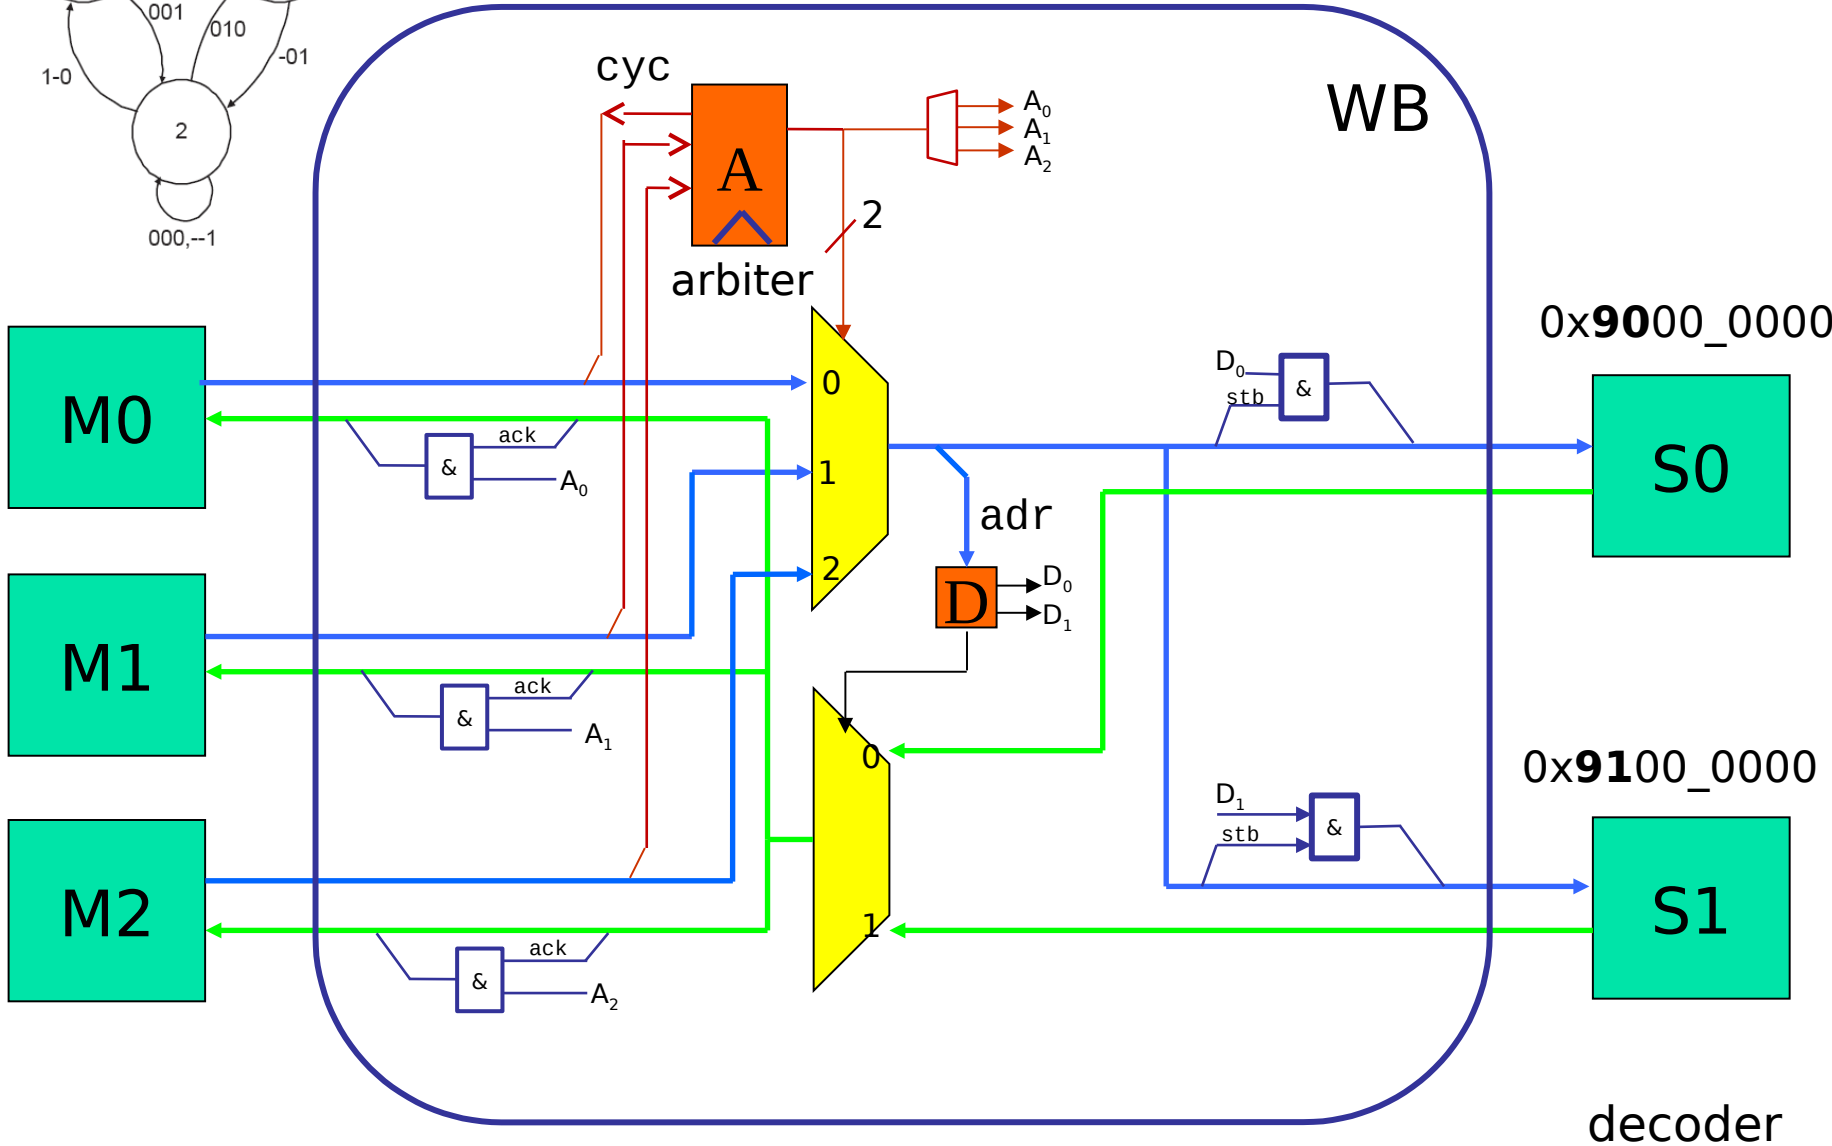 001
010
1-0
-01
2
000,--1
cyc
A
arbiter
2
A0
A1
A2
WB
0x9000_0000
M0
0
ack
&
A0
1
2
D0
stb
&
S0
adr
D
D0
D1
M1
ack
&
A1
0
0x9100_0000
D1
stb
&
S1
M2
1
ack
&
A2
decoder